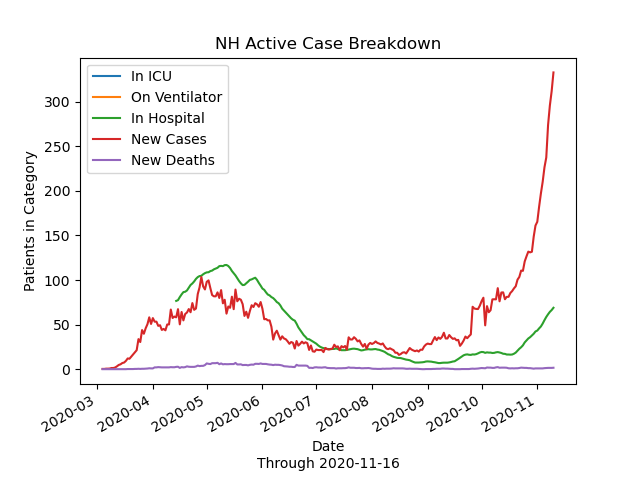 NH Active Case Breakdown
In ICU
On Ventilator
In Hospital
New Cases
New Deaths
Patients in Category
300
250
200
150
100
50
0
2020-03
2020-04
2020-05
2020-06
2020-07
2020-08
2020-09
2020-10
2020-11
Date
Through 2020-11-16